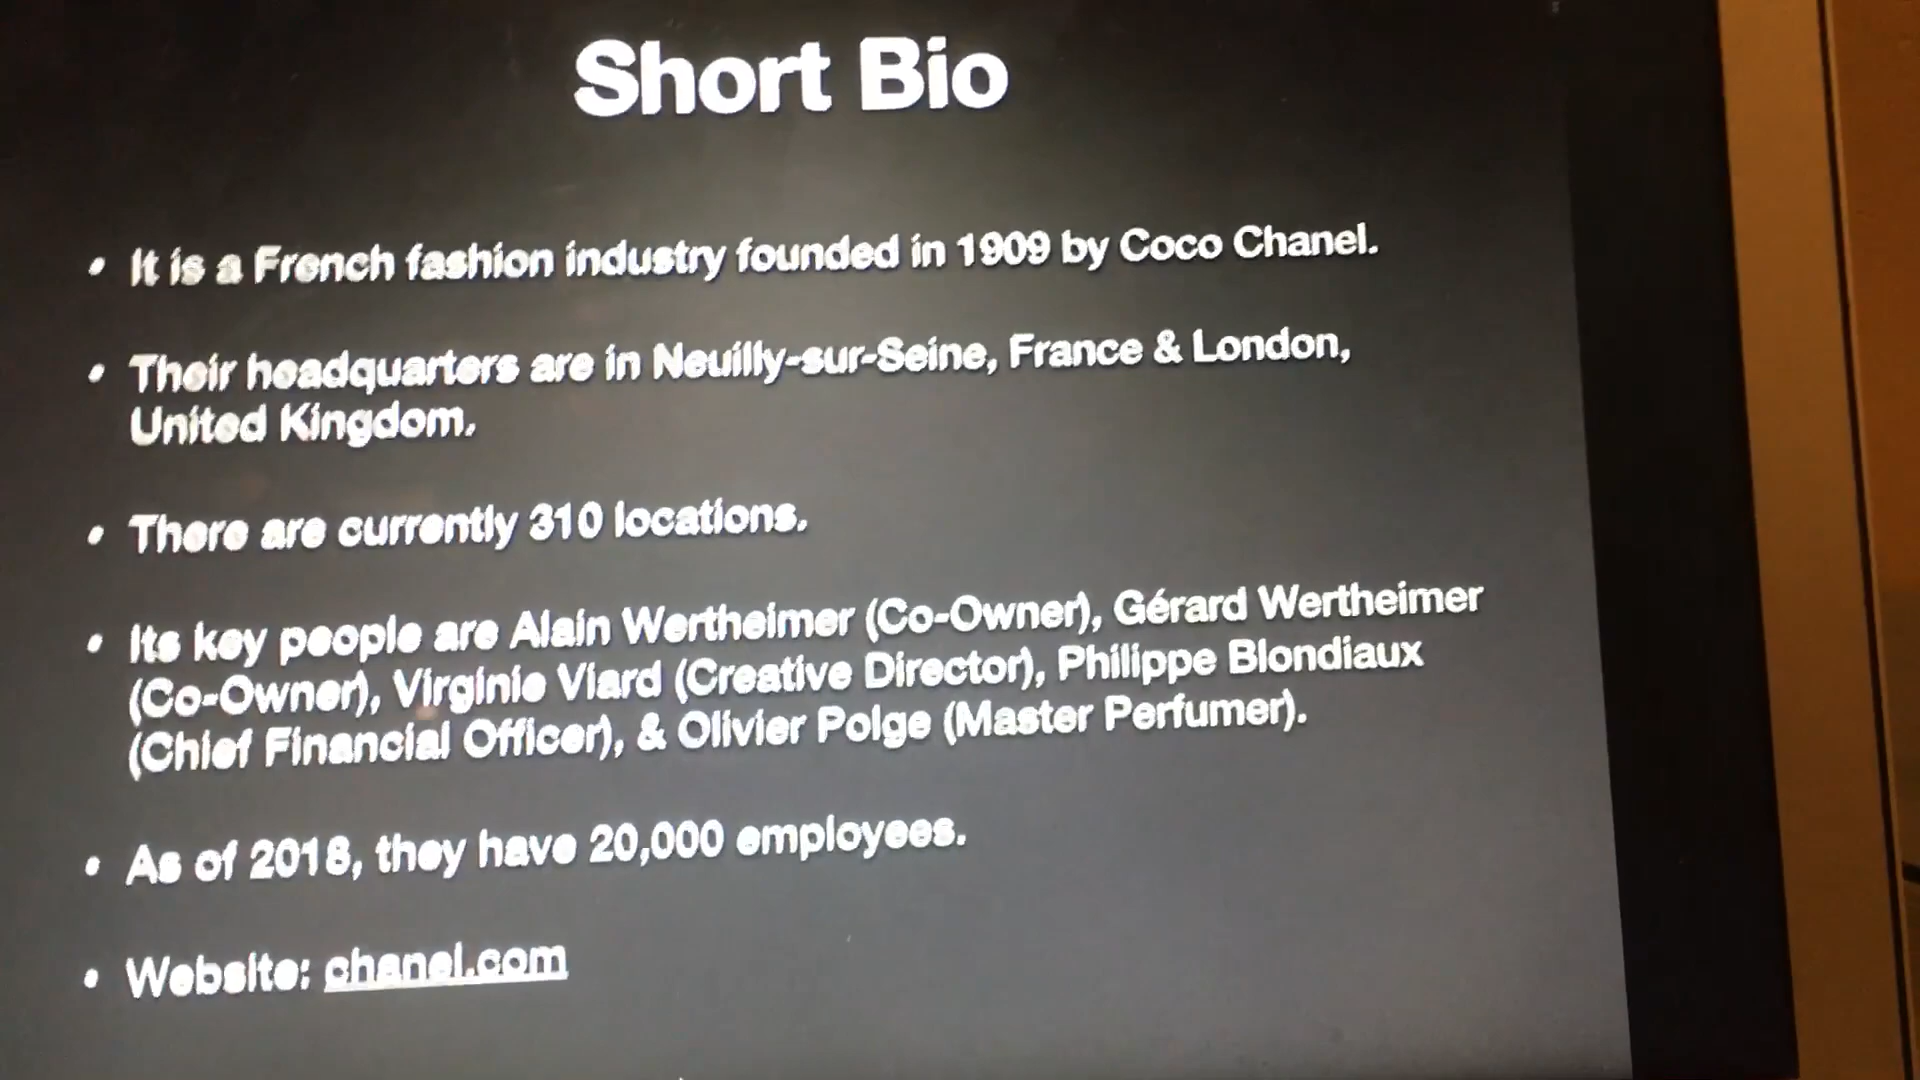 Short Bio
• It is a French fashion industry founded in 1909 by Coco Chanel.
• Their headquarters are in Neuilly-sur-Seine, France & London,
United Kingdom.
• There are currently 310 locations.
• Its key people are Alain Wertheimer (Co-Owner), Gérard Wertheimer
(Co-Owner), Virginie Viard (Creative Director), Philippe Blondiaux
(Chief Financial Officer), & Olivier Polge (Master Perfumer).
• As of 2018, they have 20,000 employees.
• Website: chanel.com